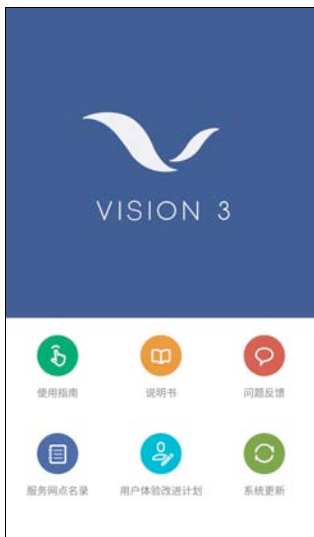 VISION 3
使用指南
说明书
问题反馈
服务网点名录
用户体验改进计划
系统更新